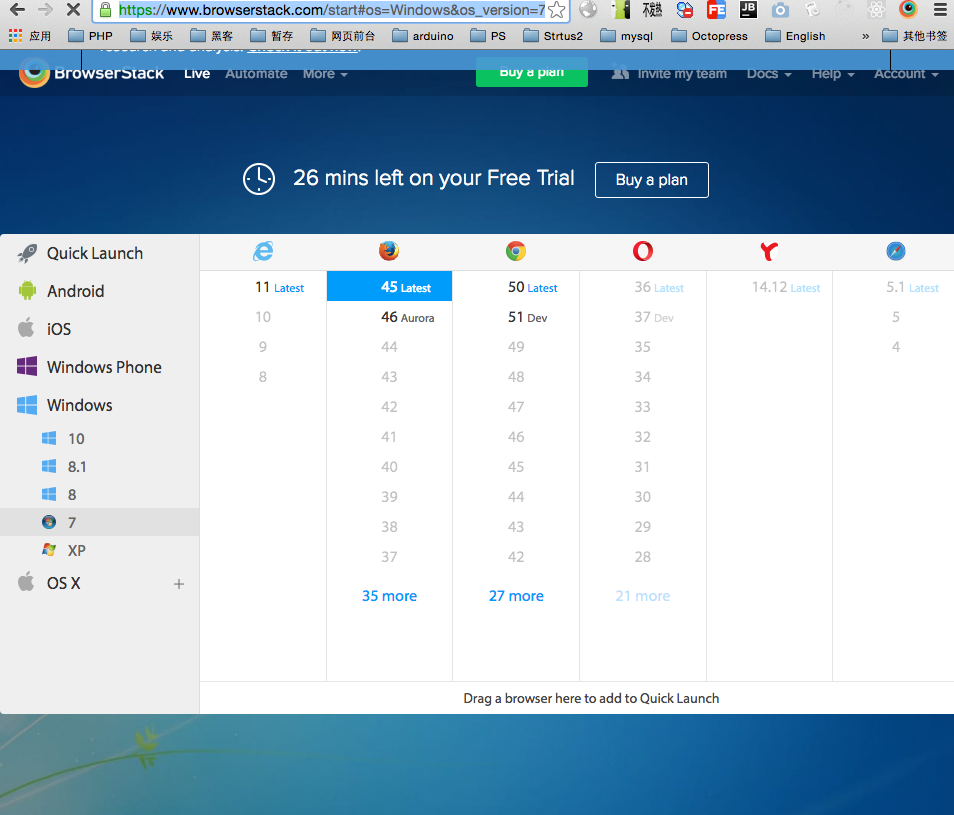 https://www.browserstack.com/start#os=Windows&os_version=7
不熬 FE JB
应用 PHP 娱乐 黑客 暂存 网页前台 arduino PS Strtus2 mysql Octopress English » 其他书签
BrowserStack Live Automate More Buy a plan Invite my team Docs Help Account
26 mins left on your Free Trial Buy a plan
Quick Launch
Android
iOS
Windows Phone
Windows
10
8.1
8
7
XP
OS X +
11 Latest 45 Latest 50 Latest 36 Latest 14.12 Latest 5.1 Latest
10 46 Aurora 51 Dev 37 Dev 5
9 44 49 35 4
8 43 48 34
42 47 33
41 46 32
40 45 31
39 44 30
38 43 29
37 42 28
35 more 27 more 21 more
Drag a browser here to add to Quick Launch